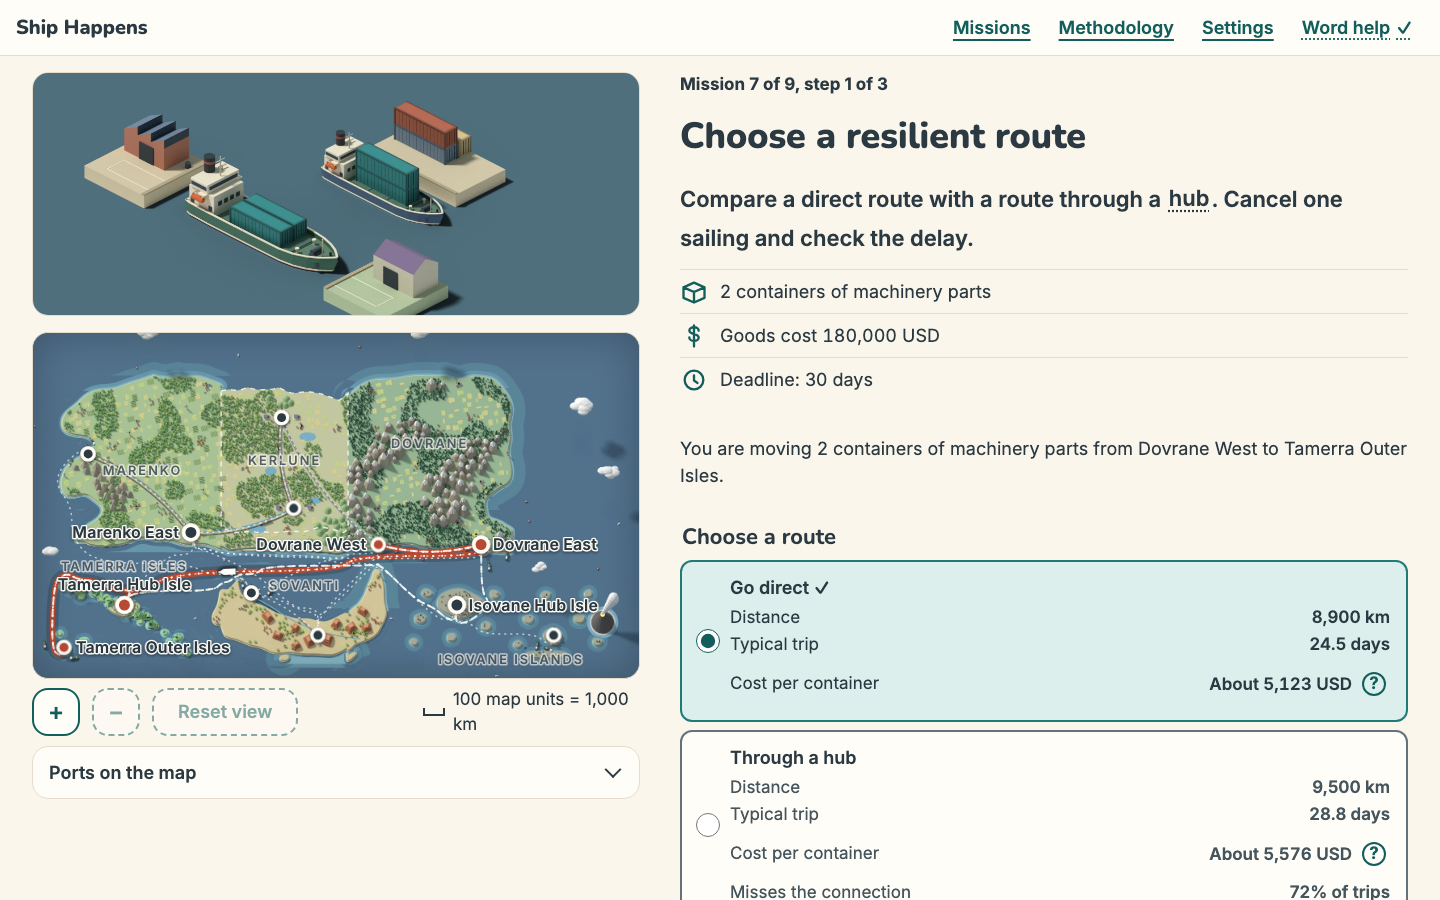 Ship Happens
Missions
Methodology
Settings
Word help ✓
Mission 7 of 9, step 1 of 3
Choose a resilient route
Compare a direct route with a route through a hub. Cancel one
sailing and check the delay.
2 containers of machinery parts
Goods cost 180,000 USD
Deadline: 30 days
You are moving 2 containers of machinery parts from Dovrane West to Tamerra Outer
Isles.
Choose a route
Go direct ✓
Distance
8,900 km
Typical trip
24.5 days
Cost per container
About 5,123 USD ?
Through a hub
Distance
9,500 km
Typical trip
28.8 days
Cost per container
About 5,576 USD ?
Misses the connection
72% of trips
MARENKO
KERLUNE
DOVRANE
Marenko East
Dovrane West
Dovrane East
TAMERRA ISLES
Tamerra Hub Isle
SOVANTI
Isovane Hub Isle
Tamerra Outer Isles
ISOVANE ISLANDS
+
−
Reset view
100 map units = 1,000
km
Ports on the map